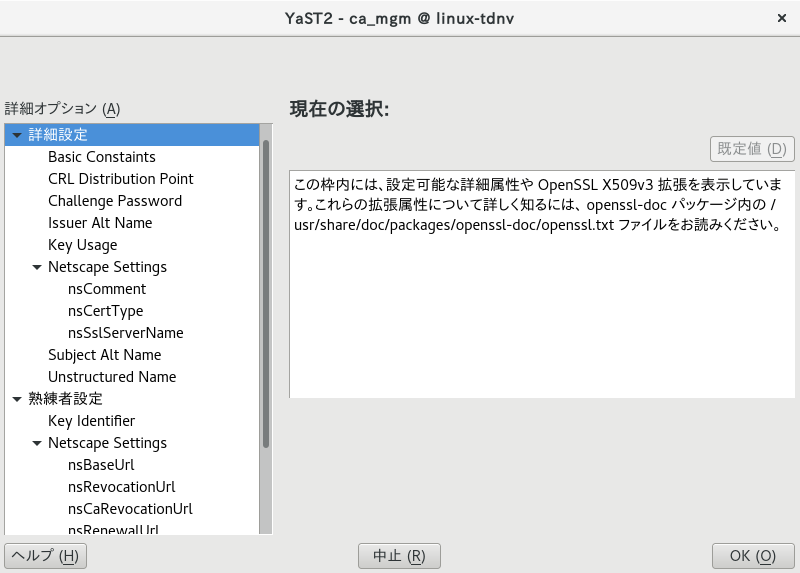 YaST2 - ca_mgm @ linux-tdnv
詳細オプション (A)
詳細設定
Basic Constaints
CRL Distribution Point
Challenge Password
Issuer Alt Name
Key Usage
Netscape Settings
nsComment
nsCertType
nsSslServerName
Subject Alt Name
Unstructured Name
熟練者設定
Key Identifier
Netscape Settings
nsBaseUrl
nsRevocationUrl
nsCaRevocationUrl
nsRenewalUrl
現在の選択:
既定値 (D)
この枠内には、設定可能な詳細属性や OpenSSL X509v3 拡張を表示していま
す。これらの拡張属性について詳しく知るには、 openssl-doc パッケージ内の /
usr/share/doc/packages/openssl-doc/openssl.txt ファイルをお読みください。
ヘルプ (H)
中止 (R)
OK (O)